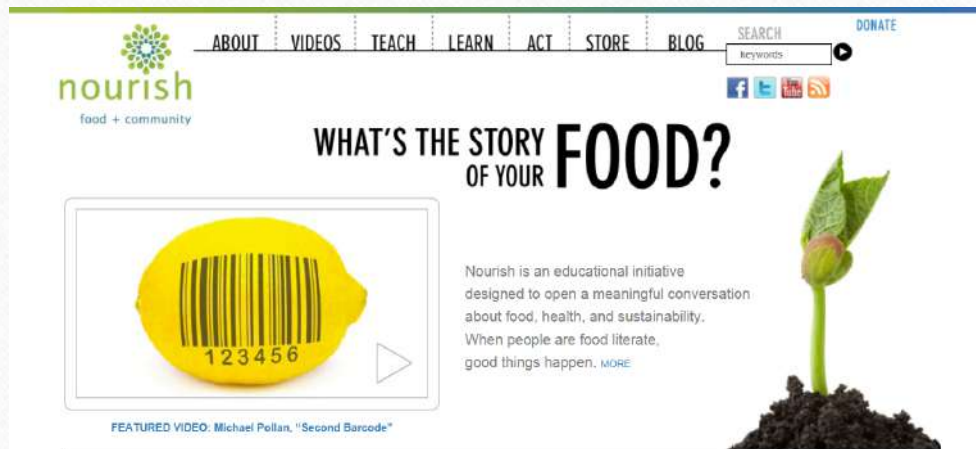 DONATE
SEARCH
ABOUT VIDEOS TEACH LEARN ACT STORE BLOG
keywords
nourish
food + community
You Tube
WHAT'S THE STORY
OF YOUR FOOD?
123456
Nourish is an educational initiative
designed to open a meaningful conversation
about food, health, and sustainability.
When people are food literate,
good things happen. MORE
FEATURED VIDEO: Michael Pollan, "Second Barcode"